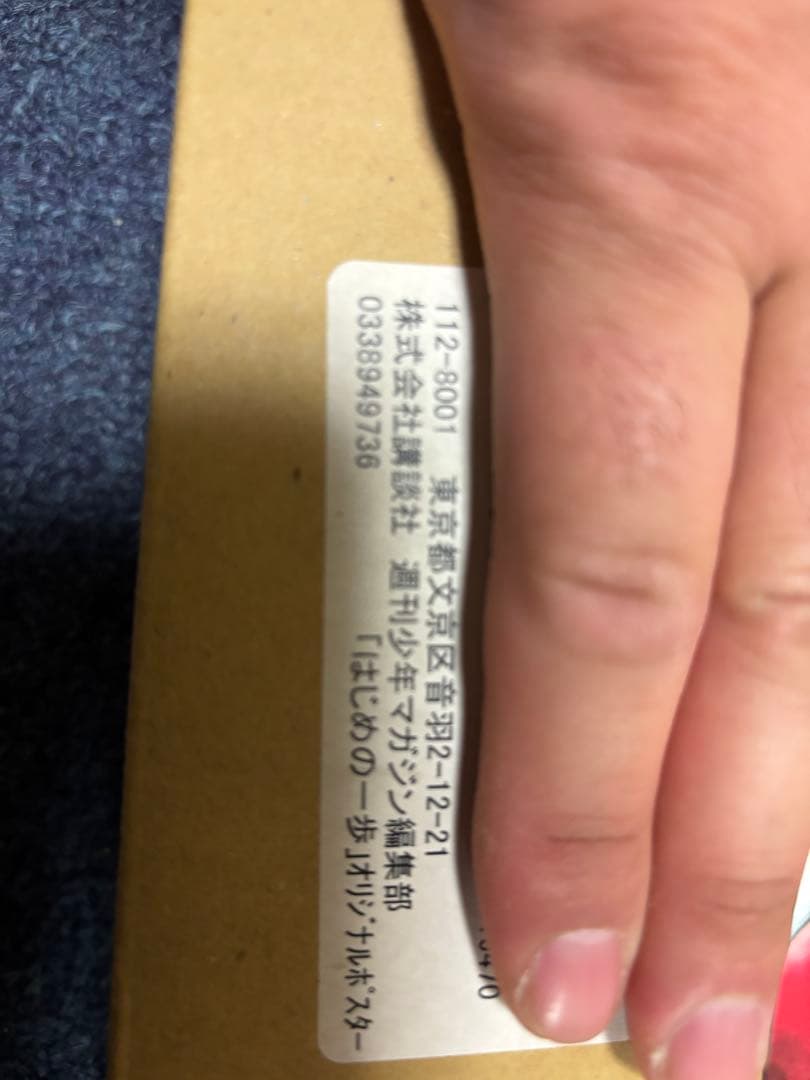 112-8001 東京都文京区音羽2-12-21
株式会社講談社 週刊少年マガジン編集部
0338949736 「はじめの一歩」オリジナルポスター